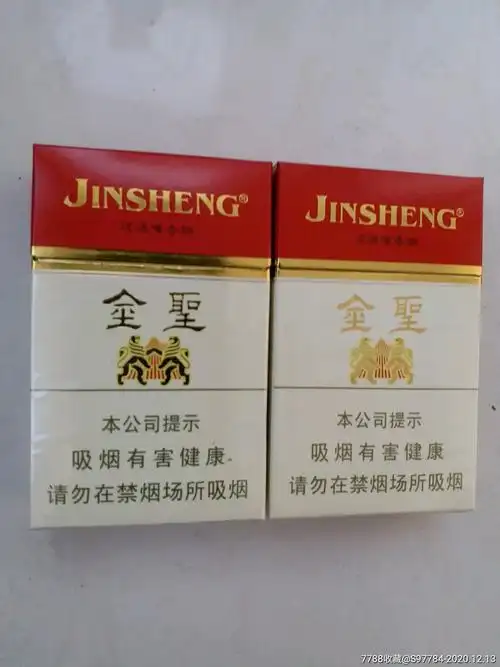 JINSHENG®
金聖
本公司提示
吸烟有害健康
请勿在禁烟场所吸烟
JINSHENG®
金聖
本公司提示
吸烟有害健康
请勿在禁烟场所吸烟
7788收藏@S97784-2020.12.13